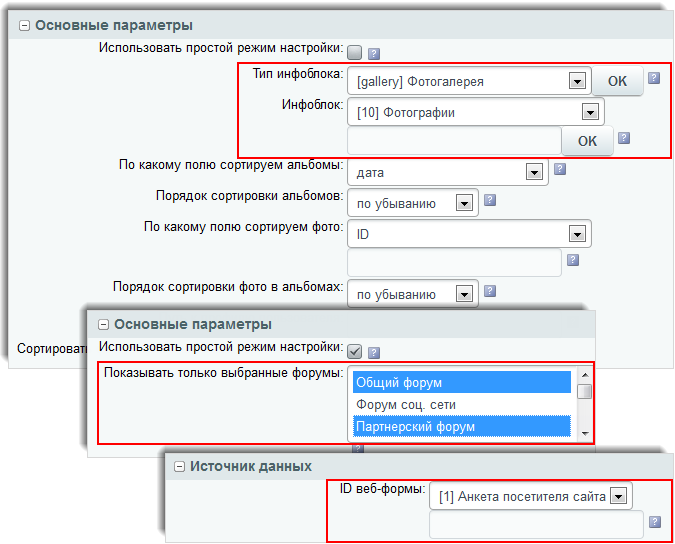 Основные параметры
Использовать простой режим настройки: ?
Тип инфоблока: [gallery] Фотогалерея OK ?
Инфоблок: [10] Фотографии
OK ?
По какому полю сортируем альбомы: дата ?
Порядок сортировки альбомов: по убыванию ?
По какому полю сортируем фото: ID
?
Порядок сортировки фото в альбомах: по убыванию ?
Сортировать
Основные параметры
Использовать простой режим настройки: ?
Показывать только выбранные форумы: Общий форум
Форум соц. сети
Партнерский форум
?
Источник данных
ID веб-формы: [1] Анкета посетителя сайта
?